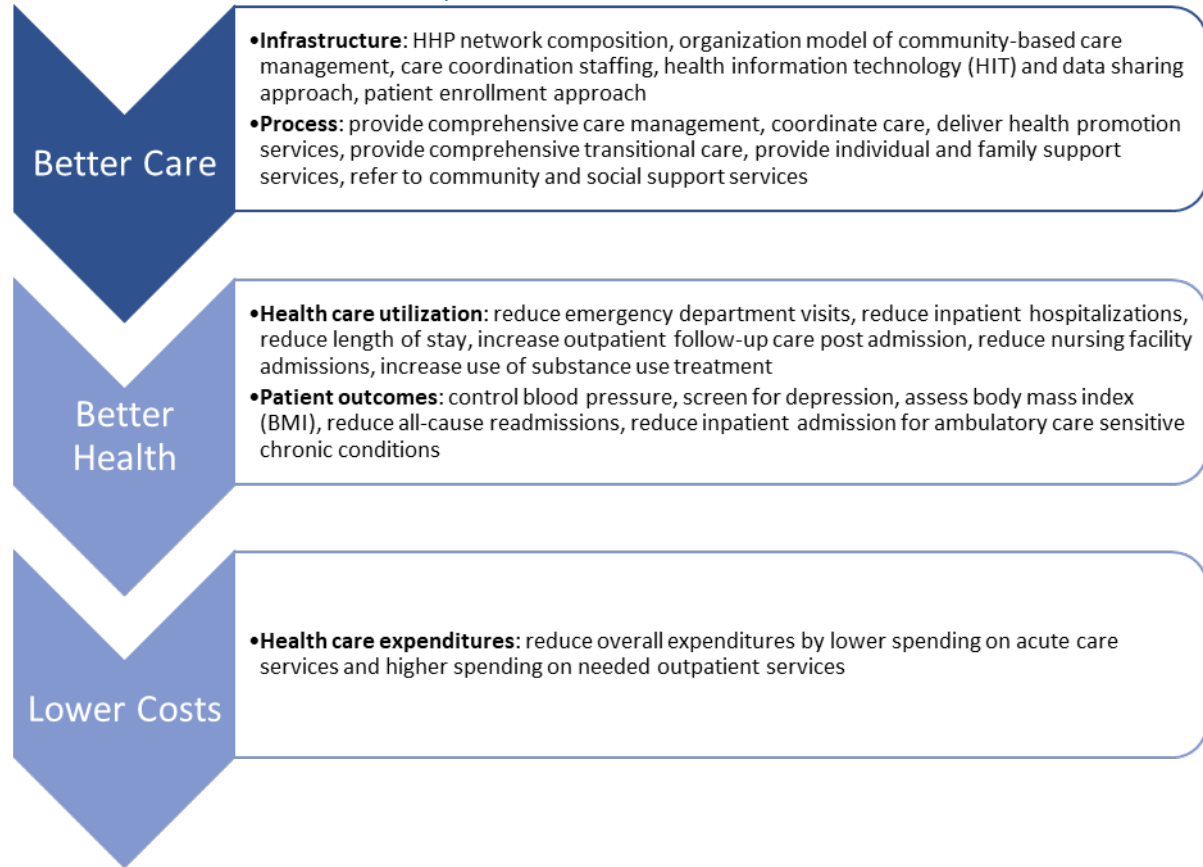 Better Care
•Infrastructure: HHP network composition, organization model of community-based care
management, care coordination staffing, health information technology (HIT) and data sharing
approach, patient enrollment approach
•Process: provide comprehensive care management, coordinate care, deliver health promotion
services, provide comprehensive transitional care, provide individual and family support
services, refer to community and social support services
Better
Health
•Health care utilization: reduce emergency department visits, reduce inpatient hospitalizations,
reduce length of stay, increase outpatient follow-up care post admission, reduce nursing facility
admissions, increase use of substance use treatment
•Patient outcomes: control blood pressure, screen for depression, assess body mass index
(BMI), reduce all-cause readmissions, reduce inpatient admission for ambulatory care sensitive
chronic conditions
Lower Costs
•Health care expenditures: reduce overall expenditures by lower spending on acute care
services and higher spending on needed outpatient services